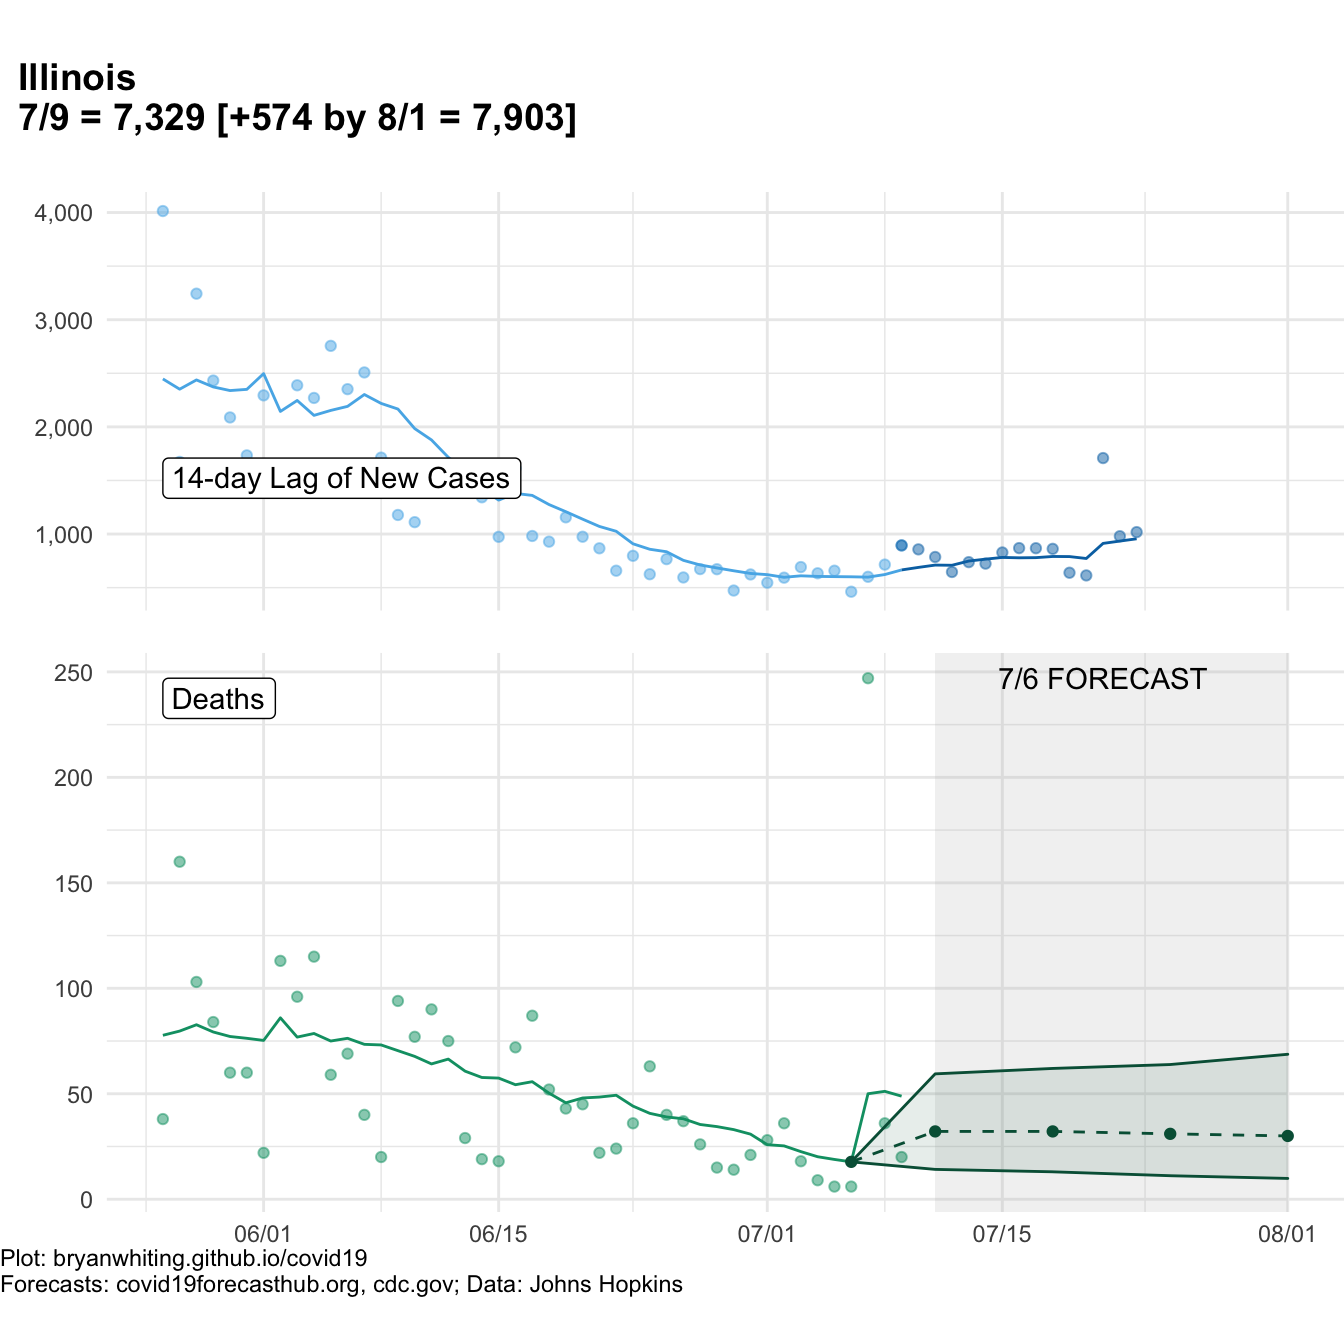 Illinois
7/9 = 7,329 [+574 by 8/1 = 7,903]
4,000
3,000
2,000
14-day Lag of New Cases
1,000
250
7/6 FORECAST
Deaths
200
150
100
50
0
06/01 06/15 07/01 07/15 08/01
Plot: bryanwhiting.github.io/covid19
Forecasts: covid19forecasthub.org, cdc.gov; Data: Johns Hopkins